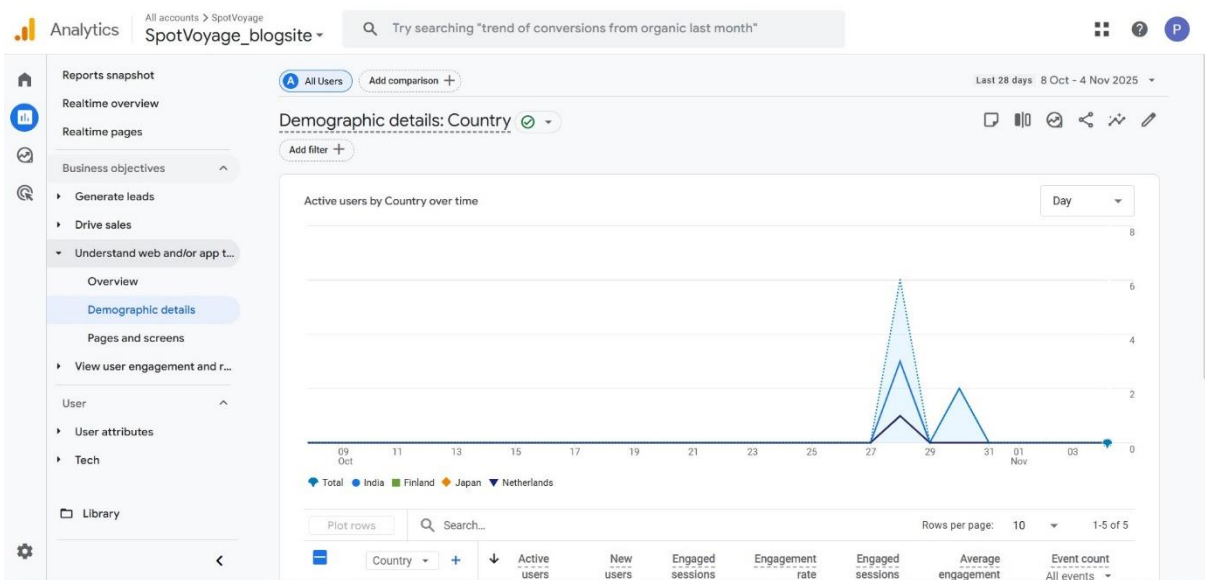 All accounts > SpotVoyage
Analytics
SpotVoyage_blogsite
Try searching "trend of conversions from organic last month"
P
Reports snapshot
Realtime overview
Realtime pages
Business objectives
Generate leads
Drive sales
Understand web and/or app t...
Overview
Demographic details
Pages and screens
View user engagement and r...
User
User attributes
Tech
Library
A All Users
Add comparison +
Last 28 days 8 Oct - 4 Nov 2025
Demographic details: Country
Add filter +
Active users by Country over time
Day
8
6
4
2
0
09 Oct
11
13
15
17
19
21
23
25
27
29
31
01 Nov
03
Total India Finland Japan Netherlands
Plot rows
Search...
Rows per page: 10
1-5 of 5
Country
+
Active users
New users
Engaged sessions
Engagement rate
Engaged sessions
Average engagement
Event count
All events